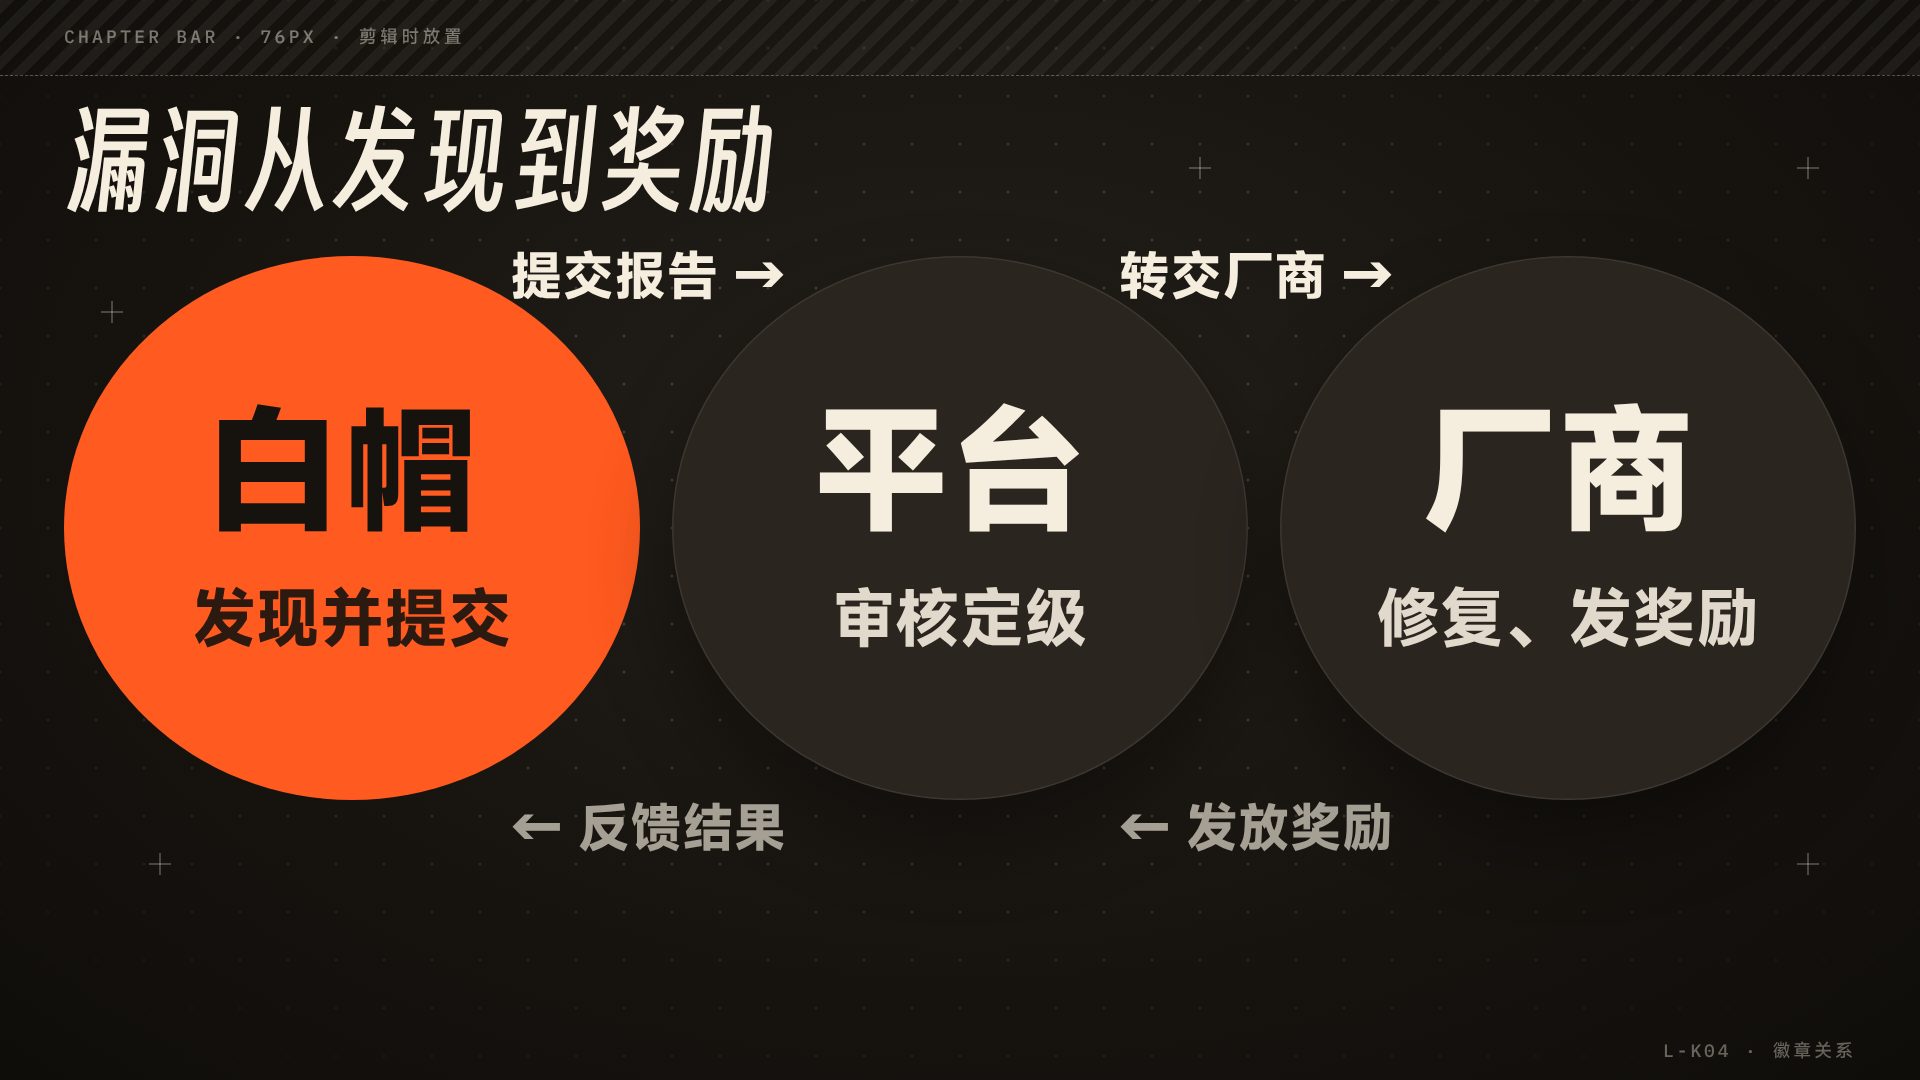 CHAPTER BAR · 76PX · 剪辑时放置
漏洞从发现到奖励
提交报告 →
转交厂商 →
白帽
发现并提交
平台
审核定级
厂商
修复、发奖励
← 反馈结果
← 发放奖励
L-K04 · 徽章关系